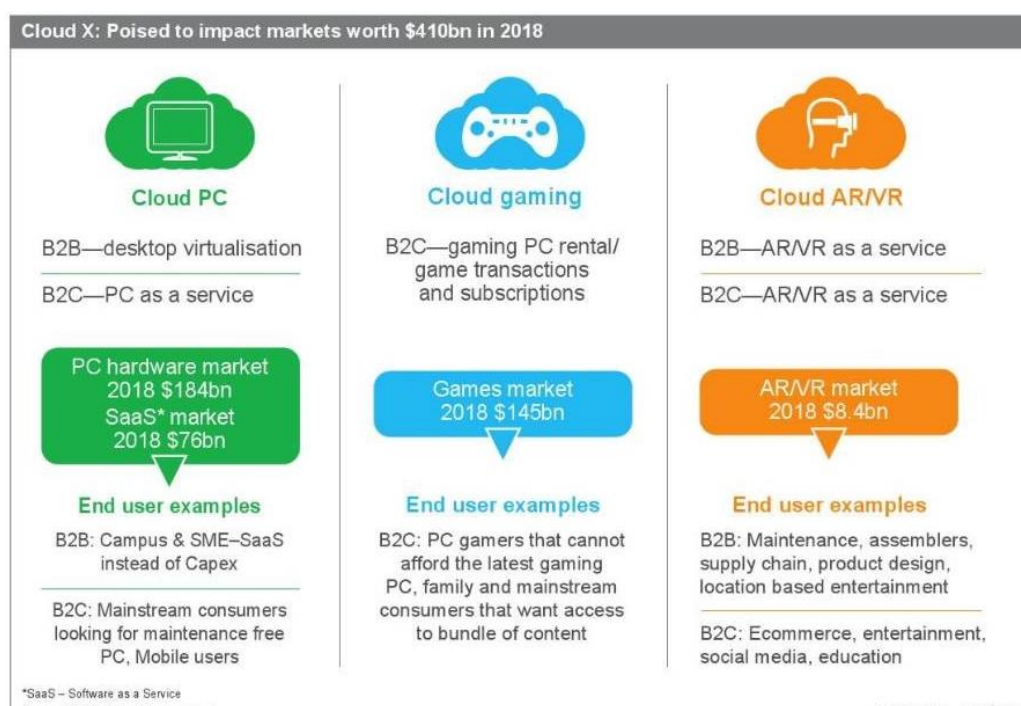 Cloud X: Poised to impact markets worth $410bn in 2018
Cloud PC
B2B—desktop virtualisation
B2C—PC as a service
PC hardware market
2018 $184bn
SaaS* market
2018 $76bn
End user examples
B2B: Campus & SME–SaaS
instead of Capex
B2C: Mainstream consumers
looking for maintenance free
PC, Mobile users
Cloud gaming
B2C—gaming PC rental/
game transactions
and subscriptions
Games market
2018 $145bn
End user examples
B2C: PC gamers that cannot
afford the latest gaming
PC, family and mainstream
consumers that want access
to bundle of content
Cloud AR/VR
B2B—AR/VR as a service
B2C—AR/VR as a service
AR/VR market
2018 $8.4bn
End user examples
B2B: Maintenance, assemblers,
supply chain, product design,
location based entertainment
B2C: Ecommerce, entertainment,
social media, education
*SaaS – Software as a Service